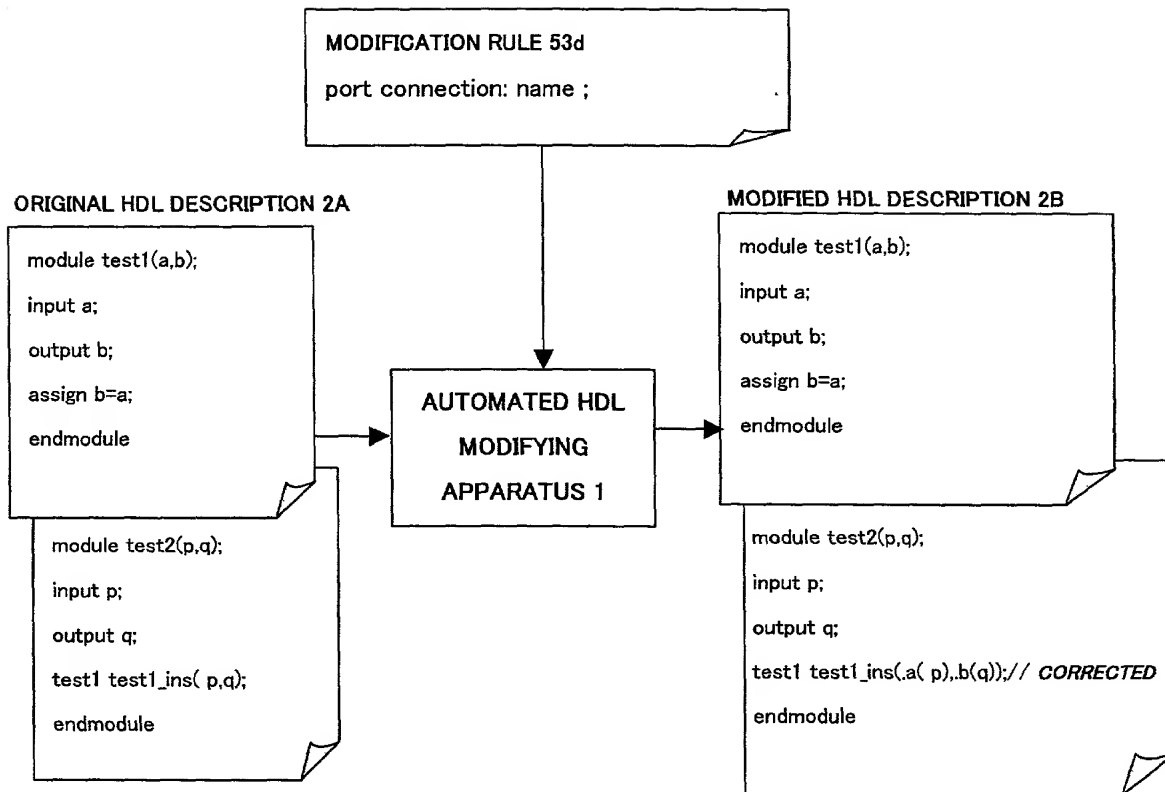 MODIFICATION RULE 53d
port connection: name ;
ORIGINAL HDL DESCRIPTION 2A
module test1(a,b);
input a;
output b;
assign b=a;
endmodule
module test2(p,q);
input p;
output q;
test1 test1_ins( p,q);
endmodule
AUTOMATED HDL
MODIFYING
APPARATUS 1
MODIFIED HDL DESCRIPTION 2B
module test1(a,b);
input a;
output b;
assign b=a;
endmodule
module test2(p,q);
input p;
output q;
test1 test1_ins(.a( p),.b(q));// CORRECTED
endmodule